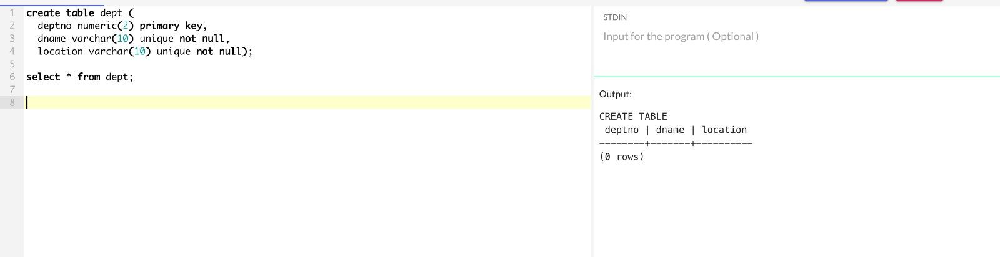 1 create table dept (
2 deptno numeric(2) primary key,
3 dname varchar(10) unique not null,
4 location varchar(10) unique not null);
5
6 select * from dept;
7
8
STDIN
Input for the program ( Optional )
Output:
CREATE TABLE
deptno | dname | location
--------+-------+----------
(0 rows)